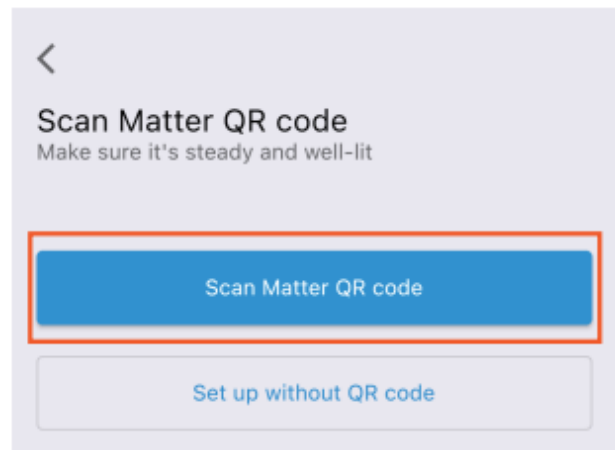 Scan Matter QR code
Make sure it's steady and well-lit
Scan Matter QR code
Set up without QR code